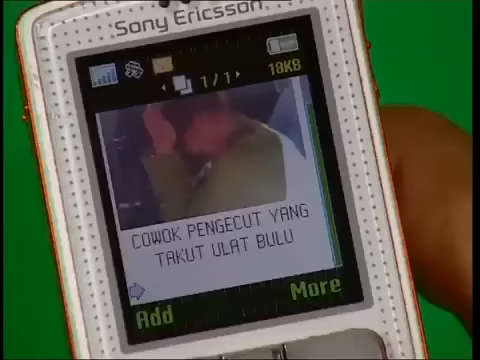 Sony Ericsson
1/1
18KB
COWOK PENGECUT YANG
TAKUT ULAT BULU
Add
More